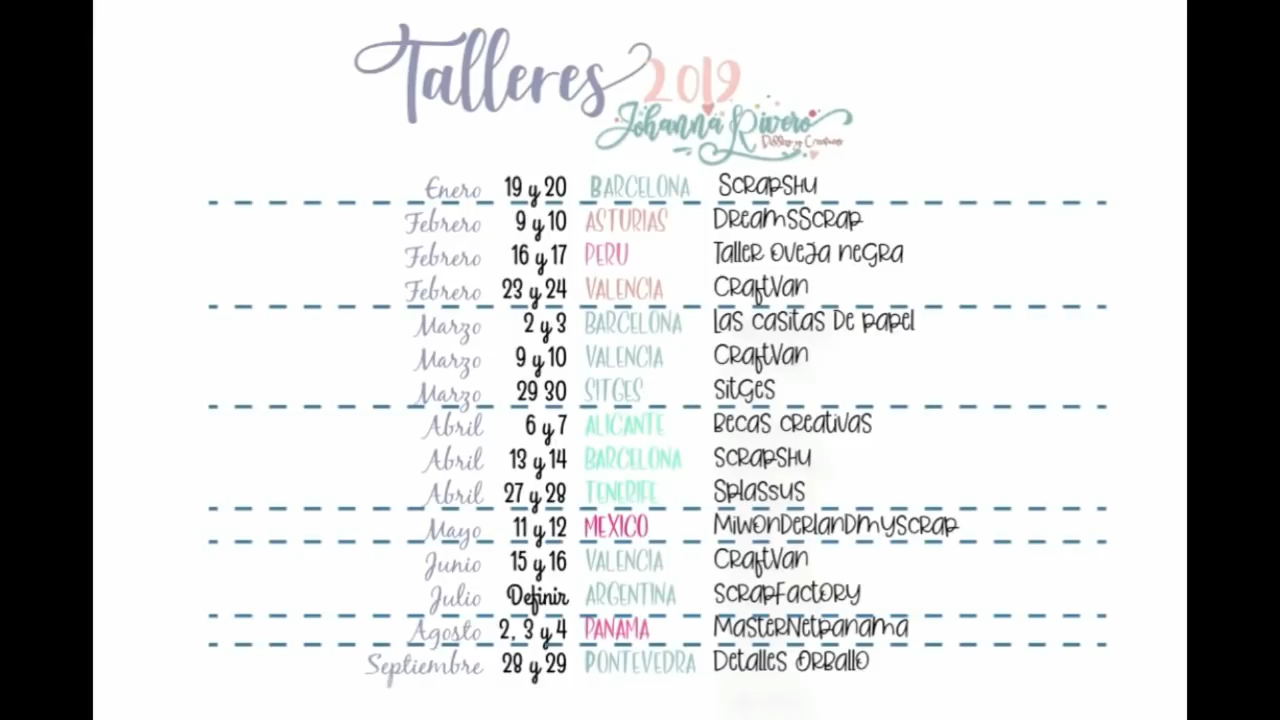 Talleres 2019
Johanna Rivero
Enero 19 y 20 BARCELONA ScrapSHU
Febrero 9 y 10 ASTURIAS DreamsScrap
Febrero 16 y 17 PERU Taller oveja negra
Febrero 23 y 24 VALENCIA CraftVan
Marzo 2 y 3 BARCELONA Las casitas De papel
Marzo 9 y 10 VALENCIA CraftVan
Marzo 29 30 SITGES Sitges
Abril 6 y 7 ALICANTE Becas creativas
Abril 13 y 14 BARCELONA ScrapSHU
Abril 27 y 28 TENERIFE Splassus
Mayo 11 y 12 MEXICO MiWonDerlanDmyscrap
Junio 15 y 16 VALENCIA CraftVan
Julio Definir ARGENTINA ScrapFactory
Agosto 2, 3 y 4 PANAMA MasterNetpanama
Septiembre 28 y 29 PONTEVEDRA Detalles Orballo